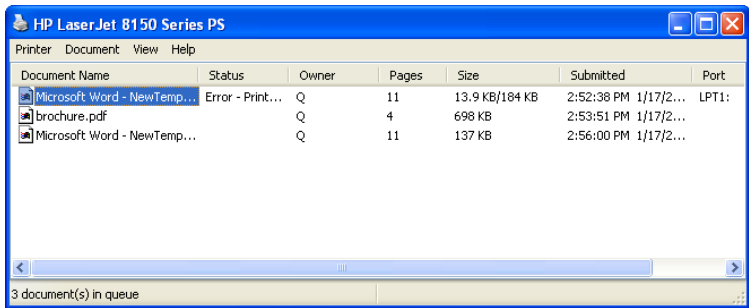 HP LaserJet 8150 Series PS
Printer Document View Help
Document Name Status Owner Pages Size Submitted Port
Microsoft Word - NewTemp... Error - Print... Q 11 13.9 KB/184 KB 2:52:38 PM 1/17/2... LPT1:
brochure.pdf Q 4 698 KB 2:53:51 PM 1/17/2...
Microsoft Word - NewTemp... Q 11 137 KB 2:56:00 PM 1/17/2...
3 document(s) in queue